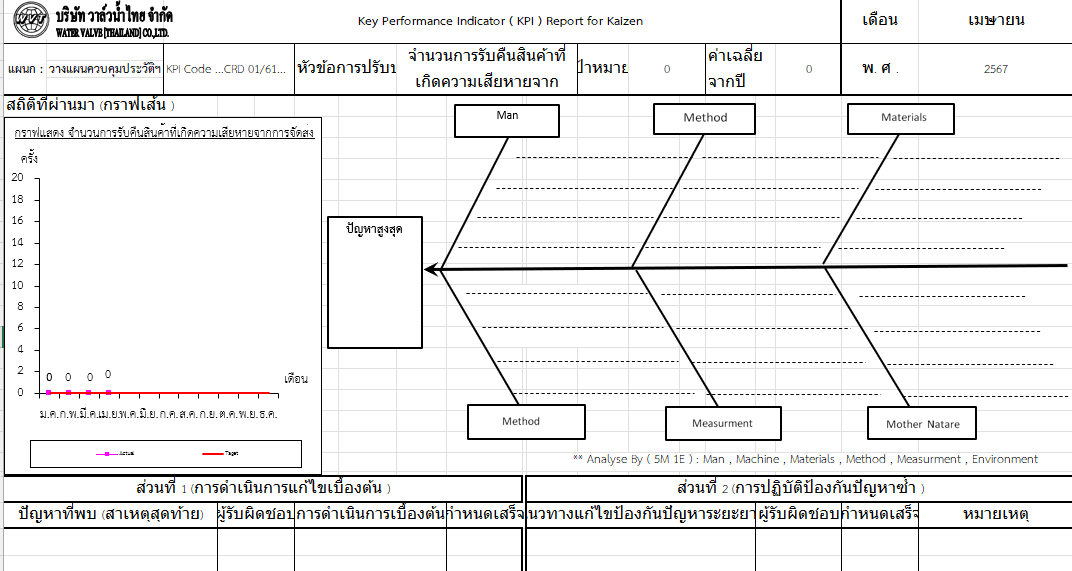 บริษัท วาล์วน้ำไทย จำกัด
WATER VALVE [THAILAND] CO.,LTD.
Key Performance Indicator ( KPI ) Report for Kaizen
เดือน เมษายน
แผนก : วางแผนควบคุมประวัติฯ KPI Code ...CRD 01/61... หัวข้อการปรับป จำนวนการรับคืนสินค้าที่
เกิดความเสียหายจาก
ป้าหมาย 0 ค่าเฉลี่ย
จากปี 0 พ. ศ . 2567
สถิติที่ผ่านมา (กราฟเส้น )
กราฟแสดง จำนวนการรับคืนสินค้าที่เกิดความเสียหายจากการจัดส่ง
ครั้ง
20
18
16
14
12
10
8
6
4
2
0
0 0 0 0
เดือน
ม.ค.ก.พ.มี.ค.เม.ย.พ.ค.มิ.ย. ก.ค.ส.ค.ก.ย.ต.ค.พ.ย.ธ.ค.
Actual Taget
Man Method Materials
ปัญหาสูงสุด
Method Measurment Mother Natare
** Analyse By ( 5M 1E ) : Man , Machine , Materials , Method , Measurment , Environment
ส่วนที่ 1 (การดำเนินการแก้ไขเบื้องต้น ) ส่วนที่ 2 (การปฏิบัติป้องกันปัญหาซ้ำ )
ปัญหาที่พบ (สาเหตุสุดท้าย) ผู้รับผิดชอบ การดำเนินการเบื้องต้น กำหนดเสร็จ นวทางแก้ไขป้องกันปัญหาระยะยา ผู้รับผิดชอบ กำหนดเสร็จ หมายเหตุ